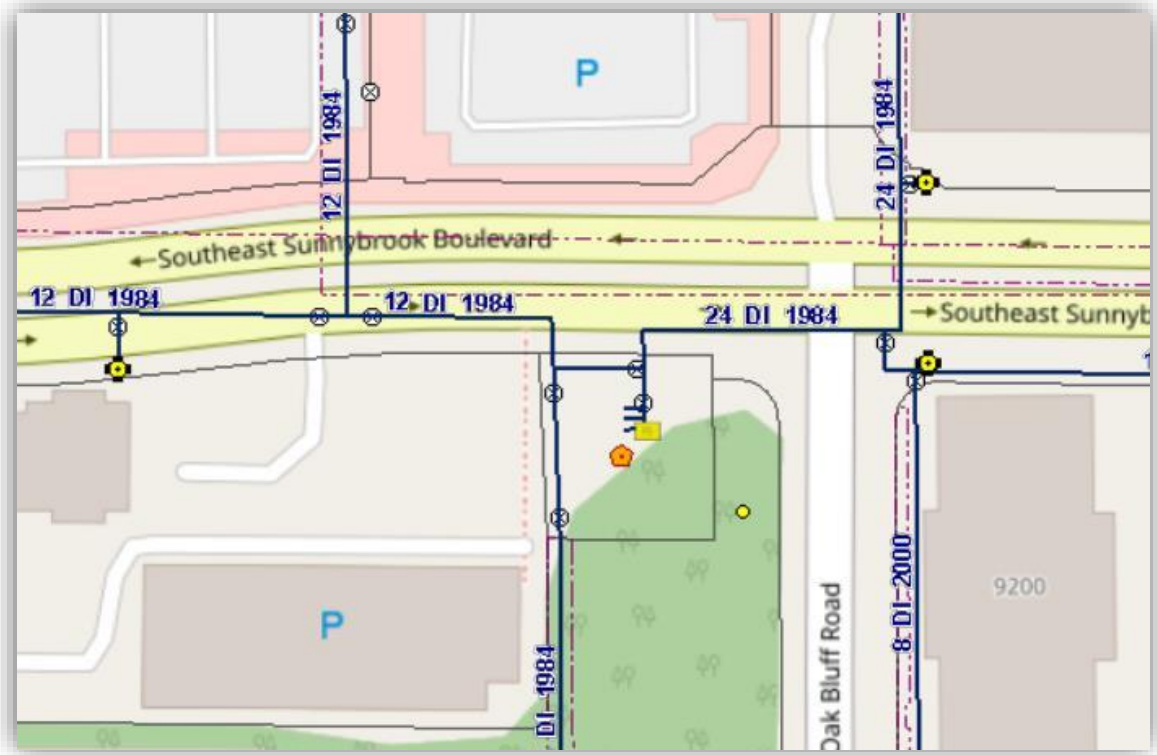 P
12 DI 1984
24 DI 1984
Southeast Sunnybrook Boulevard
12 DI 1984
12 DI 1984
24 DI 1984
Southeast Sunnyb
8 DI 2000
9200
P
DI 1984
Oak Bluff Road